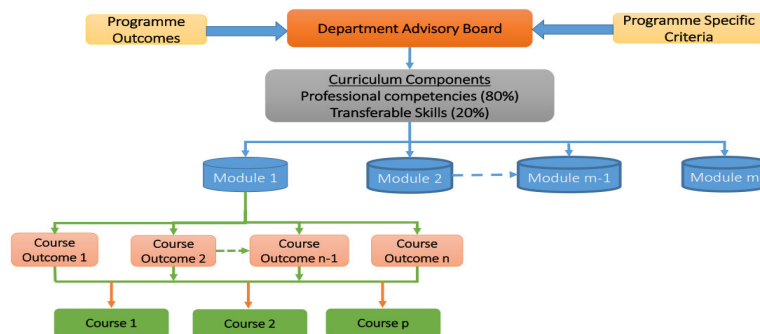 Programme
Outcomes
Department Advisory Board
Programme Specific
Criteria
Curriculum Components
Professional competencies (80%)
Transferable Skills (20%)
Module 1
Module 2
Module m-1
Module m
Course
Outcome 1
Course
Outcome 2
Course
Outcome n-1
Course
Outcome n
Course 1
Course 2
Course p